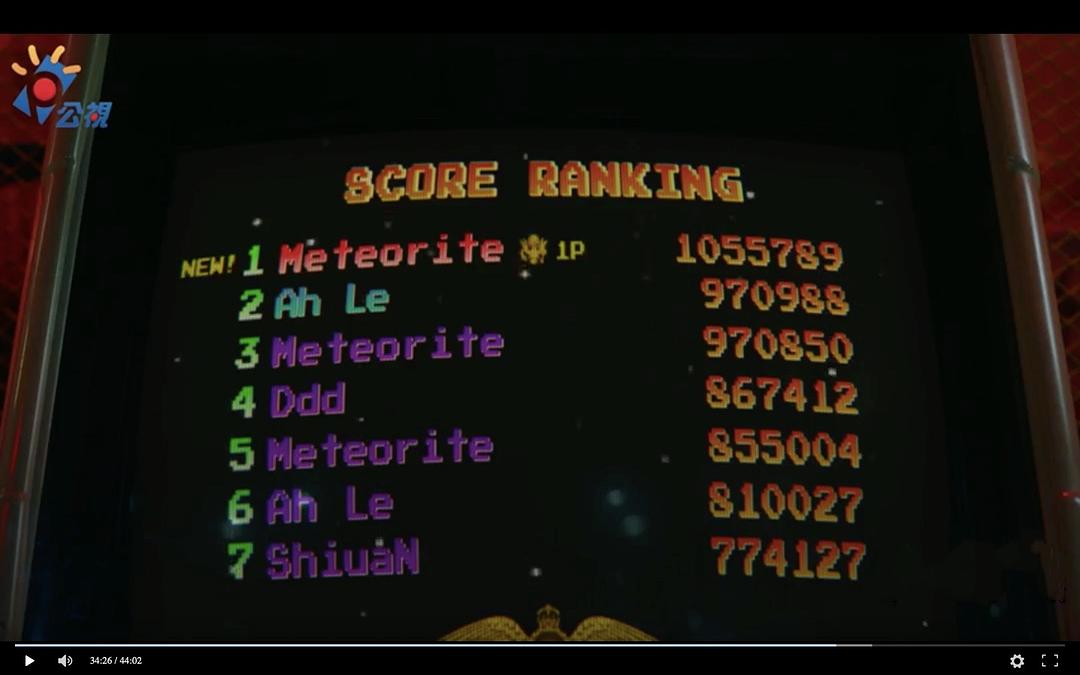 公視
SCORE RANKING
NEW! 1 Meteorite 1P 1055789
2 Ah Le 970988
3 Meteorite 970850
4 Ddd 867412
5 Meteorite 855004
6 Ah Le 810027
7 ShiuaN 774127
34:26 / 44:02